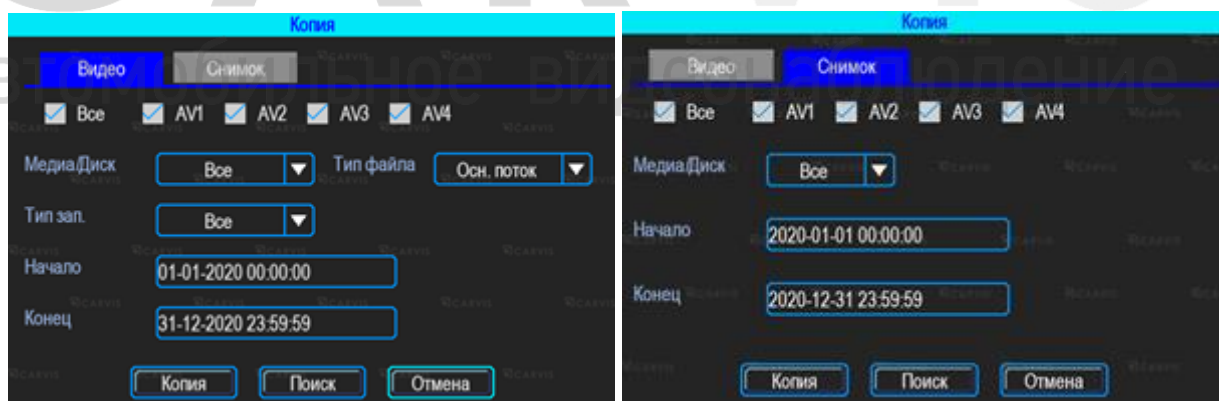 Копия
Видео Снимок
Все AV1 AV2 AV3 AV4
Медиа/Диск Все Тип файла Осн. поток
Тип зап. Все
Начало 01-01-2020 00:00:00
Конец 31-12-2020 23:59:59
Копия Поиск Отмена
Копия
Видео Снимок
Все AV1 AV2 AV3 AV4
Медиа/Диск Все
Начало 2020-01-01 00:00:00
Конец 2020-12-31 23:59:59
Копия Поиск Отмена
автомобильное видеонаблюдение
CARVIS